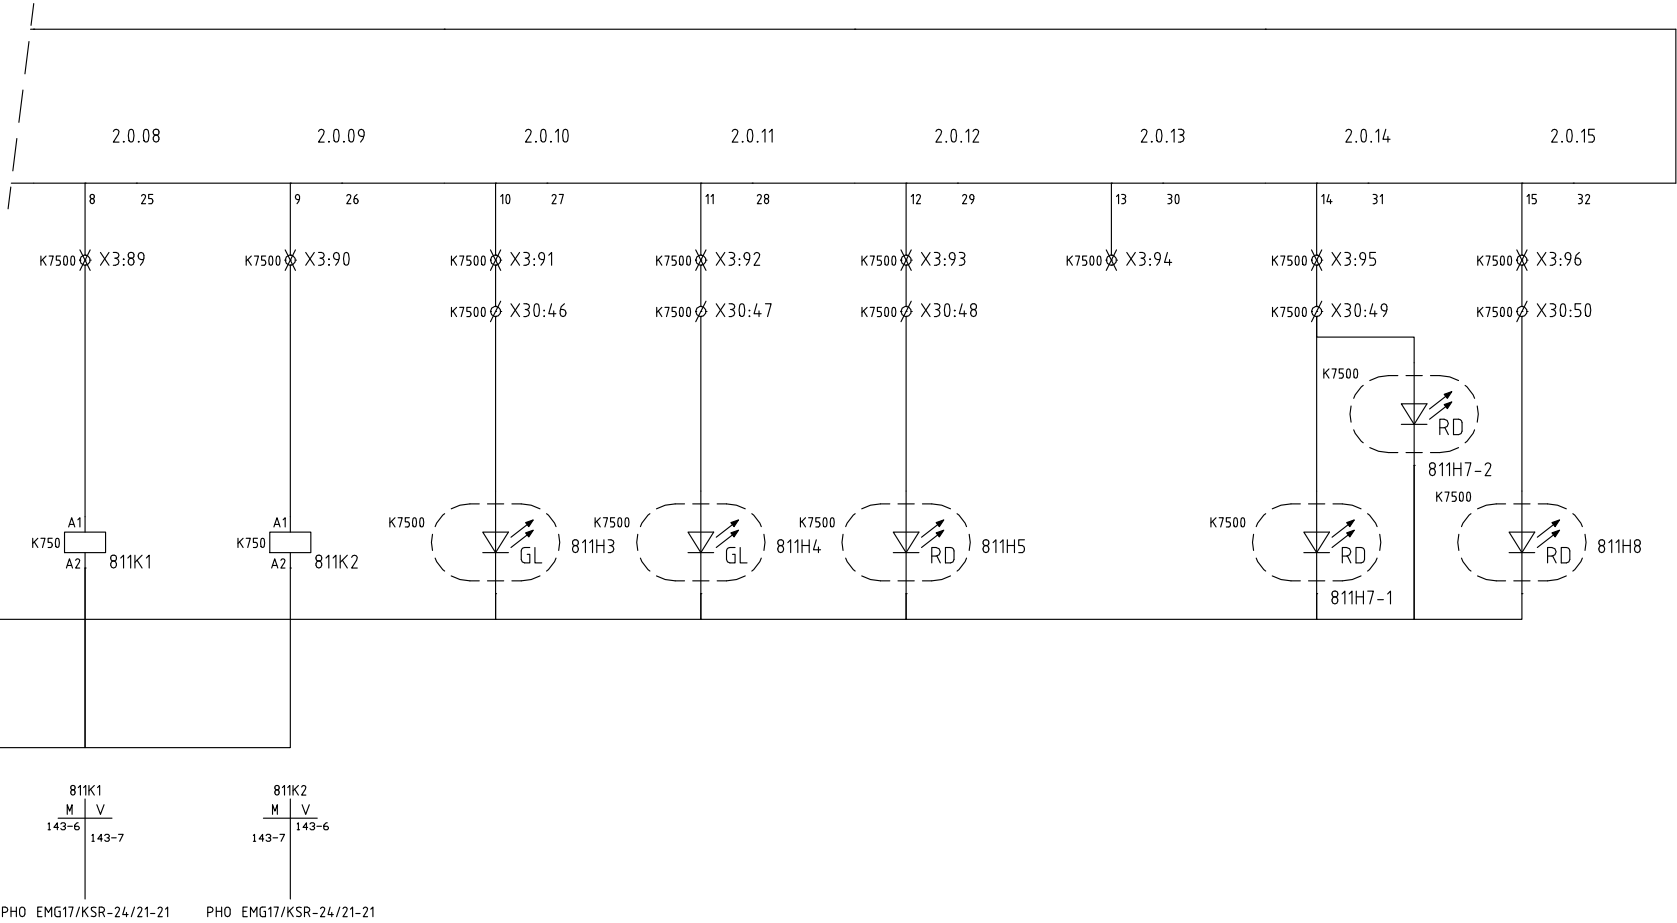 2.0.08 2.0.09 2.0.10 2.0.11 2.0.12 2.0.13 2.0.14 2.0.15
8 25 9 26 10 27 11 28 12 29 13 30 14 31 15 32
K7500 X3:89 K7500 X3:90 K7500 X3:91 K7500 X3:92 K7500 X3:93 K7500 X3:94 K7500 X3:95 K7500 X3:96
K7500 X30:46 K7500 X30:47 K7500 X30:48 K7500 X30:49 K7500 X30:50
K7500
RD
811H7-2
K7500
A1 A1 K7500 K7500 K7500 K7500
K750 K750 GL 811H3 GL 811H4 RD 811H5 RD RD 811H8
A2 811K1 A2 811K2
811H7-1
811K1 811K2
M V M V
143-6 143-6
143-7 143-7
PHO EMG17/KSR-24/21-21 PHO EMG17/KSR-24/21-21